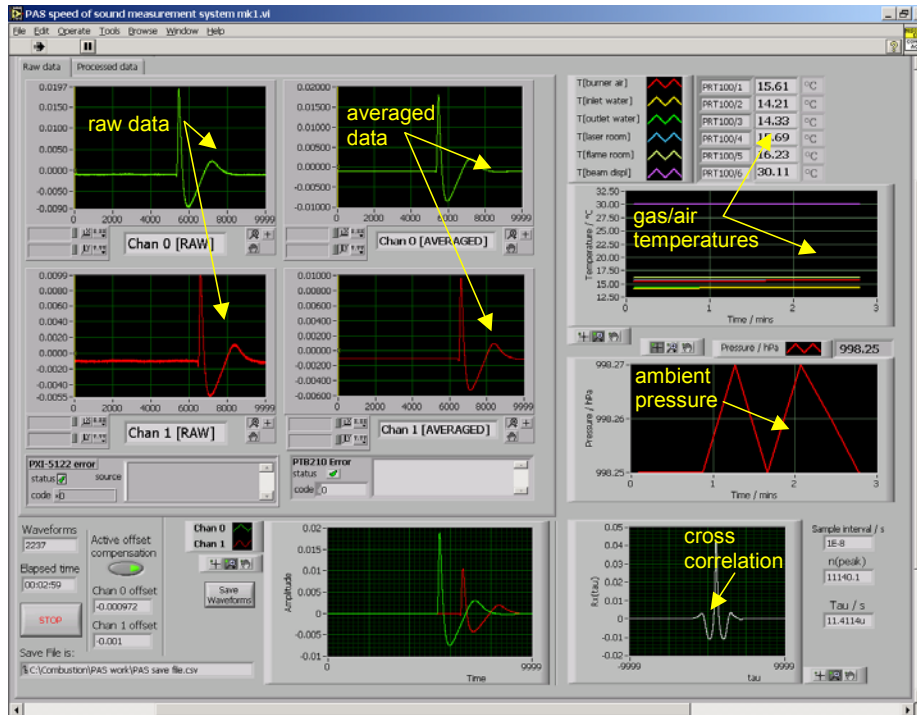 PAS speed of sound measurement system mk1.vi
File Edit Operate Tools Browse Window Help
Raw data Processed data
0.0197
0.0150
0.0100
0.0050
-0.0000
-0.0050
-0.0090
0 2000 4000 6000 8000 9999
raw data
Chan 0 [RAW]
0.02000
0.01500
0.01000
0.00500
-0.00000
-0.00500
-0.01000
0 2000 4000 6000 8000 9999
averaged
data
Chan 0 [AVERAGED]
0.0099
0.0080
0.0060
0.0040
0.0020
-0.0000
-0.0020
-0.0040
-0.0055
0 2000 4000 6000 8000 9999
Chan 1 [RAW]
0.01000
0.00800
0.00600
0.00400
0.00200
0.00000
-0.00200
-0.00400
-0.00600
0 2000 4000 6000 8000 9999
Chan 1 [AVERAGED]
PXI-5122 error
status source
code
PTB210 Error
status
code 0
T[burner air]
T[inlet water]
T[outlet water]
T[laser room]
T[flame room]
T[beam displ]
PRT100/1 15.61 °C
PRT100/2 14.21 °C
PRT100/3 14.33 °C
PRT100/4 .69 °C
PRT100/5 16.23 °C
PRT100/6 30.11 °C
Temperature / °C
32.50
30.00
27.50
25.00
22.50
20.00
17.50
15.00
12.50
0 1 2 3
Time / mins
gas/air
temperatures
Pressure / hPa 998.25
Pressure / hPa
998.27
998.26
998.25
0 1 2 3
Time / mins
ambient
pressure
Waveforms
2237
Elapsed time
00:02:59
STOP
Active offset
compensation
Chan 0 offset
-0.000972
Chan 1 offset
-0.001
Save File is:
C:\Combustion\PAS work\PAS save file.csv
Chan 0
Chan 1
Save
Waveforms
Amplitude
0.02
0.015
0.01
0.005
0
-0.005
-0.01
0 9999
Time
Rx(tau)
0.05
0.04
0.03
0.02
0.01
0
-0.01
-0.02
-9999 9999
tau
cross
correlation
Sample interval / s
1E-8
n(peak)
11140.1
Tau / s
11.4114u